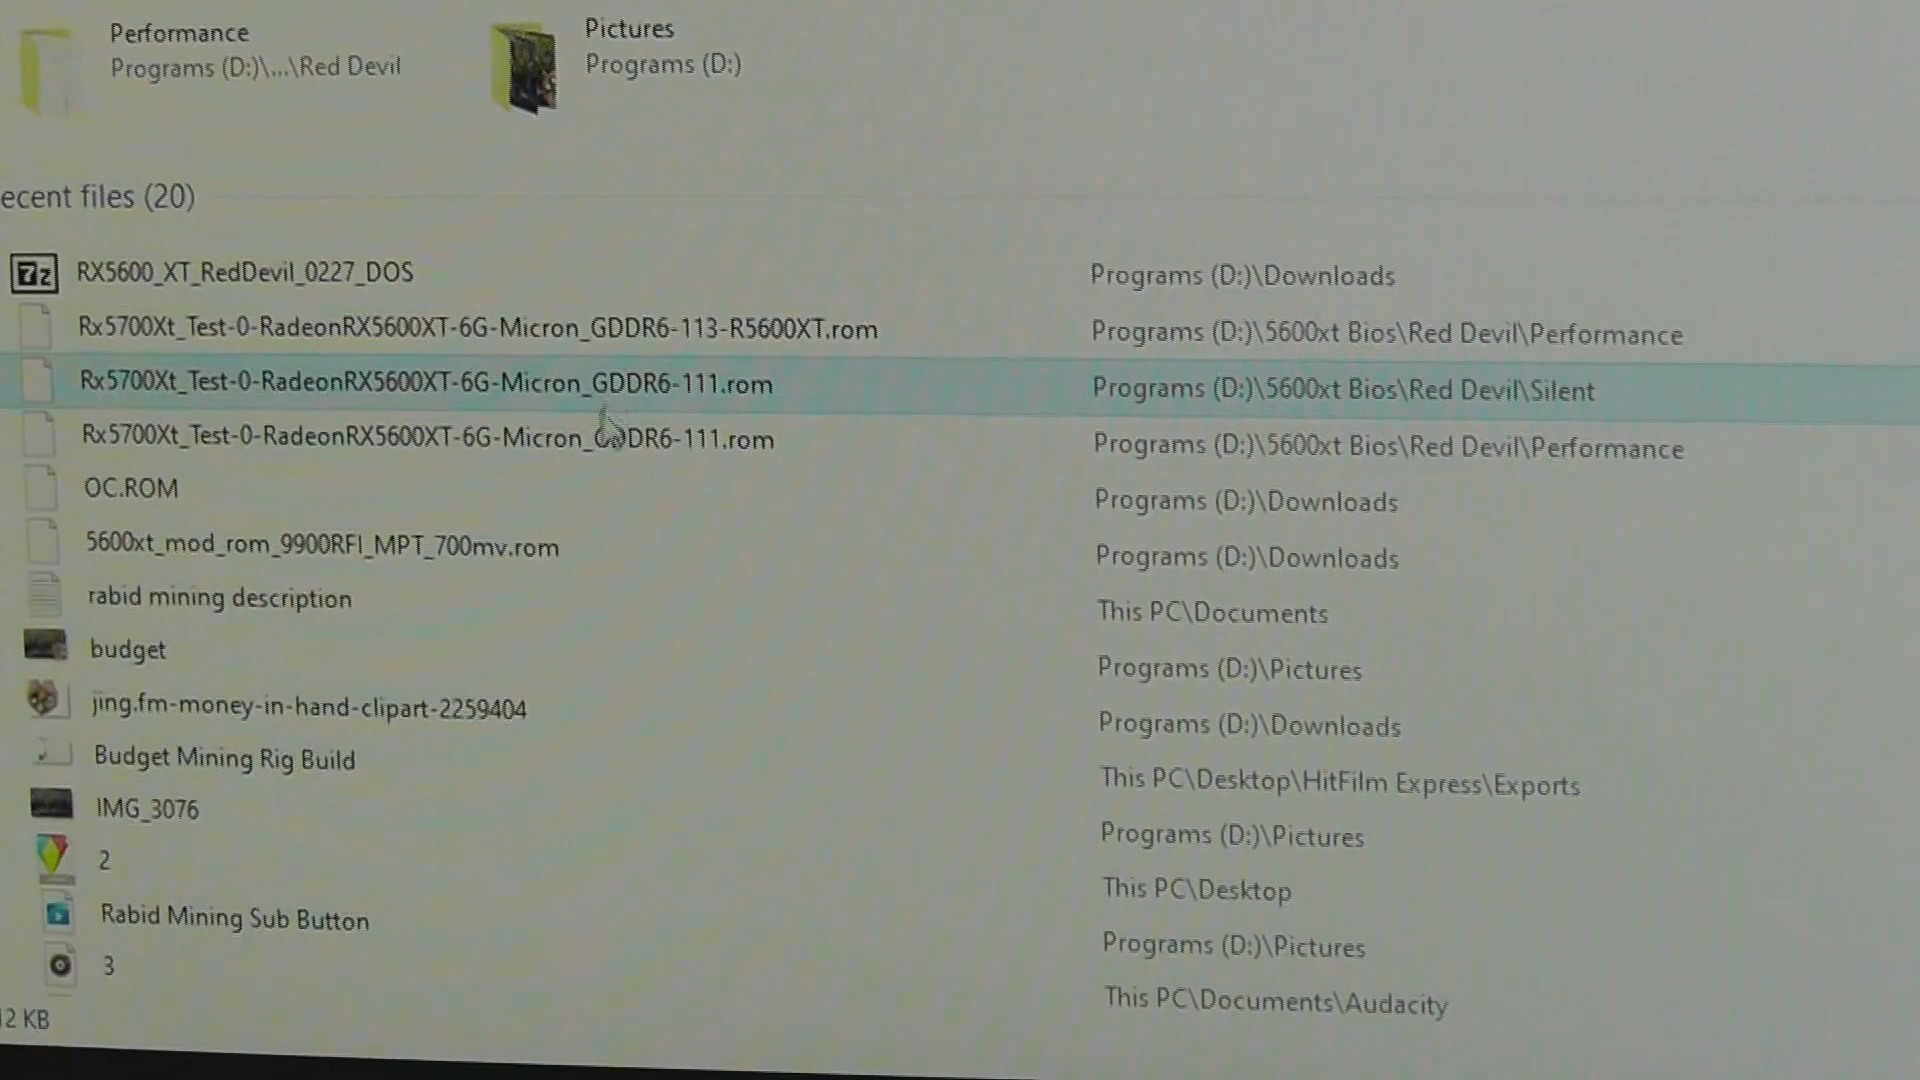 Performance
Programs (D:)\...\Red Devil
Pictures
Programs (D:)
ecent files (20)
RX5600_XT_RedDevil_0227_DOS Programs (D:)\Downloads
Rx5700Xt_Test-0-RadeonRX5600XT-6G-Micron_GDDR6-113-R5600XT.rom Programs (D:)\5600xt Bios\Red Devil\Performance
Rx5700Xt_Test-0-RadeonRX5600XT-6G-Micron_GDDR6-111.rom Programs (D:)\5600xt Bios\Red Devil\Silent
Rx5700Xt_Test-0-RadeonRX5600XT-6G-Micron_GDDR6-111.rom Programs (D:)\5600xt Bios\Red Devil\Performance
OC.ROM Programs (D:)\Downloads
5600xt_mod_rom_9900RFI_MPT_700mv.rom Programs (D:)\Downloads
rabid mining description This PC\Documents
budget Programs (D:)\Pictures
jing.fm-money-in-hand-clipart-2259404 Programs (D:)\Downloads
Budget Mining Rig Build This PC\Desktop\HitFilm Express\Exports
IMG_3076 Programs (D:)\Pictures
2 This PC\Desktop
Rabid Mining Sub Button Programs (D:)\Pictures
3 This PC\Documents\Audacity
2 KB